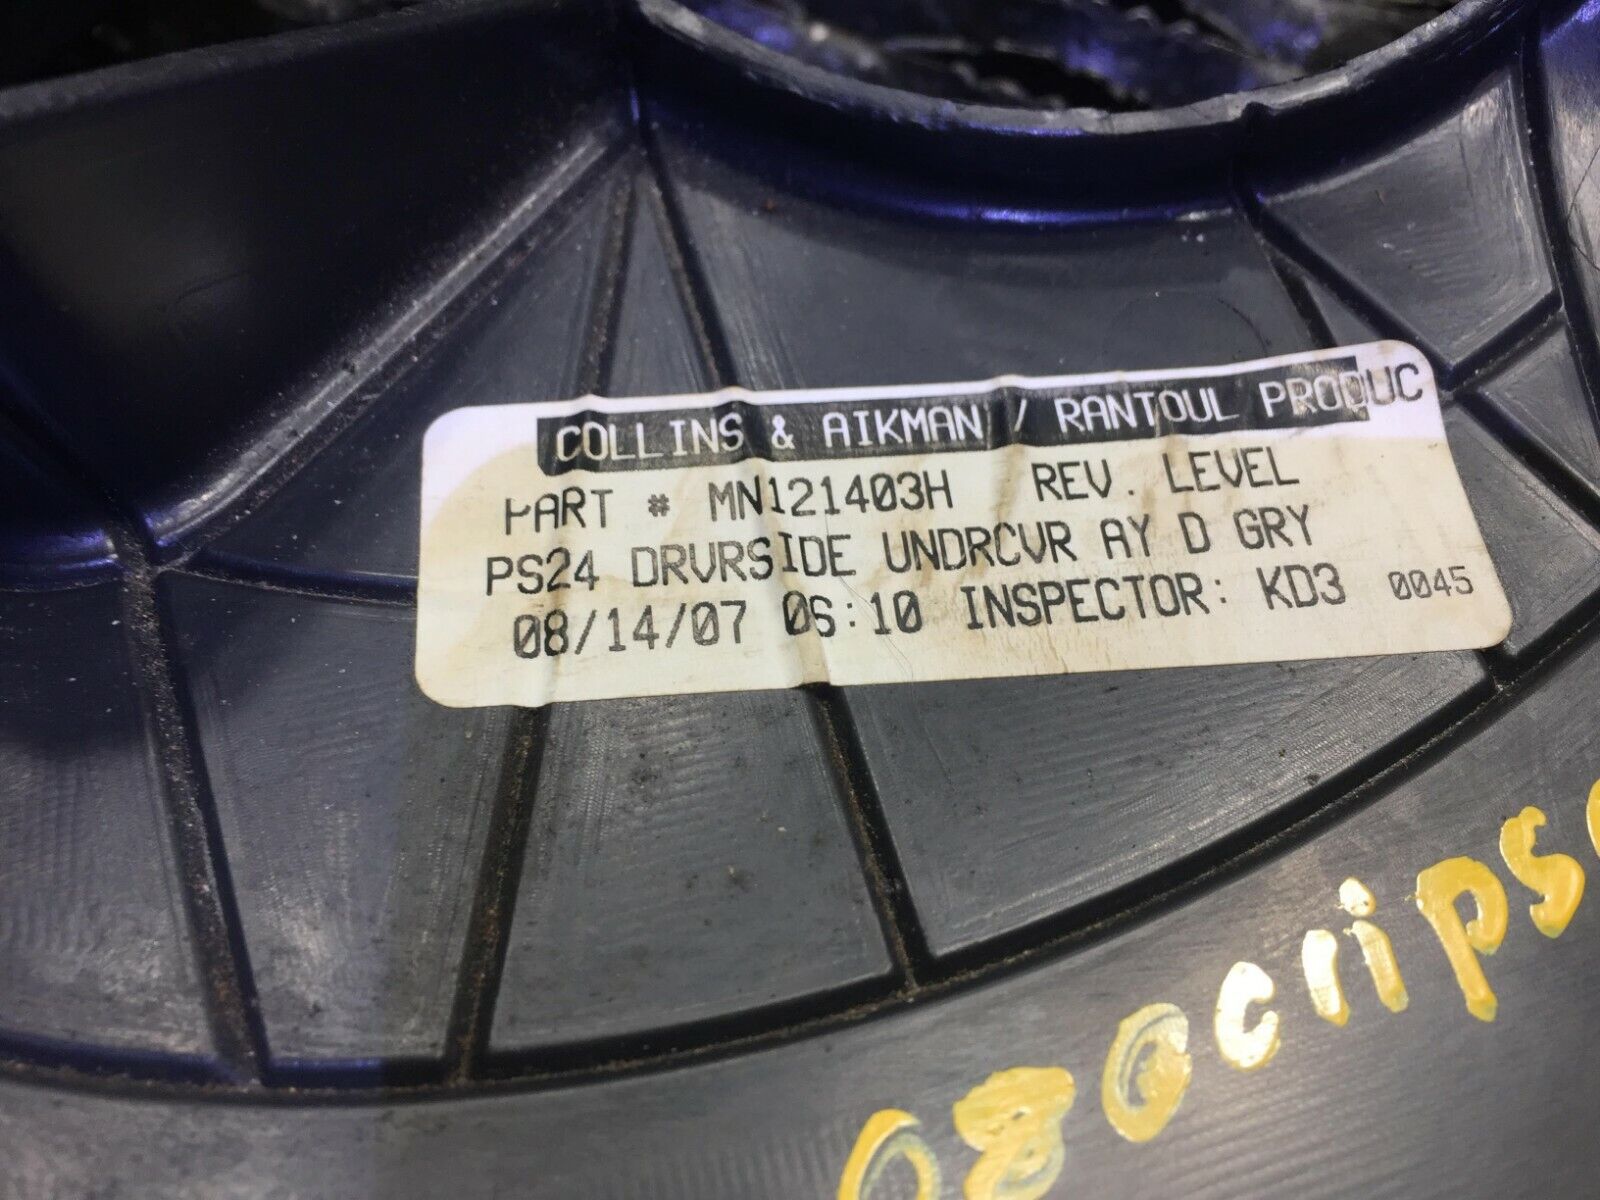 COLLINS & AIKMAN / RANTOUL PRODUC
PART # MN121403H REV. LEVEL
PS24 DRVRSIDE UNDRCVR AY D GRY
08/14/07 06:10 INSPECTOR: KD3 0045
080clips